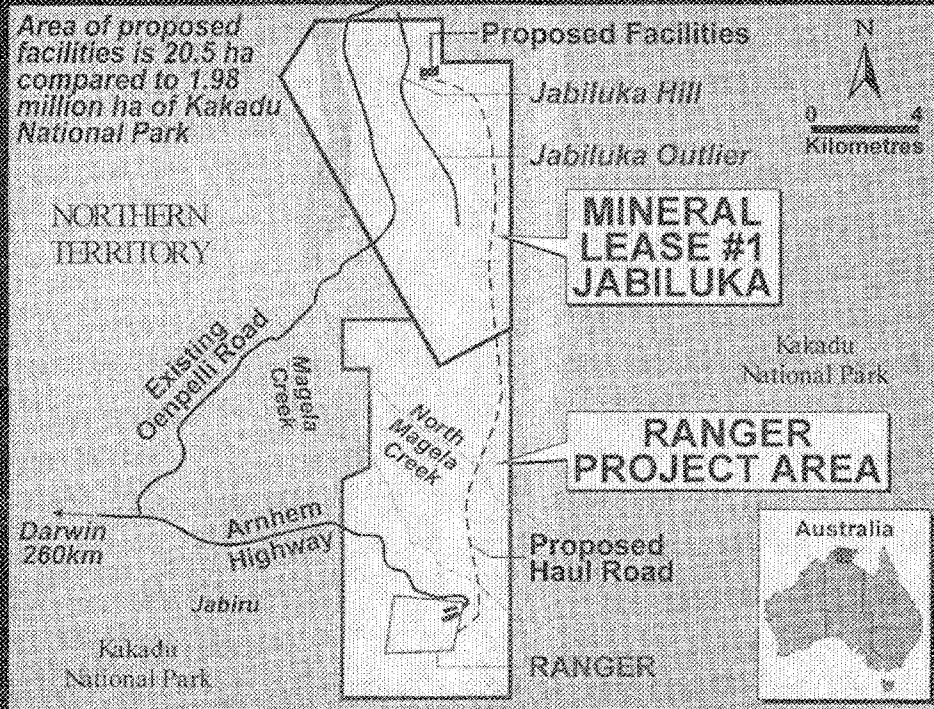 Area of proposed
facilities is 20.5 ha
compared to 1.98
million ha of Kakadu
National Park
Proposed Facilities
N
Jabiluka Hill
0 4
Kilometres
Jabiluka Outlier
NORTHERN
TERRITORY
MINERAL
LEASE #1
JABILUKA
Existing
Oenpelli Road
Magela
Creek
Kakadu
National Park
North
Magela
Creek
RANGER
PROJECT AREA
Darwin
260km
Arnhem
Highway
Proposed
Haul Road
Australia
Jabiru
Kakadu
National Park
RANGER